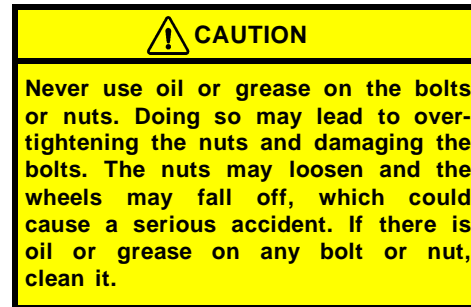 CAUTION
Never use oil or grease on the bolts
or nuts. Doing so may lead to over-
tightening the nuts and damaging the
bolts. The nuts may loosen and the
wheels may fall off, which could
cause a serious accident. If there is
oil or grease on any bolt or nut,
clean it.